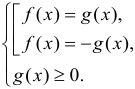 f(x) = g(x),
f(x) = −g(x),
g(x) ≥ 0.